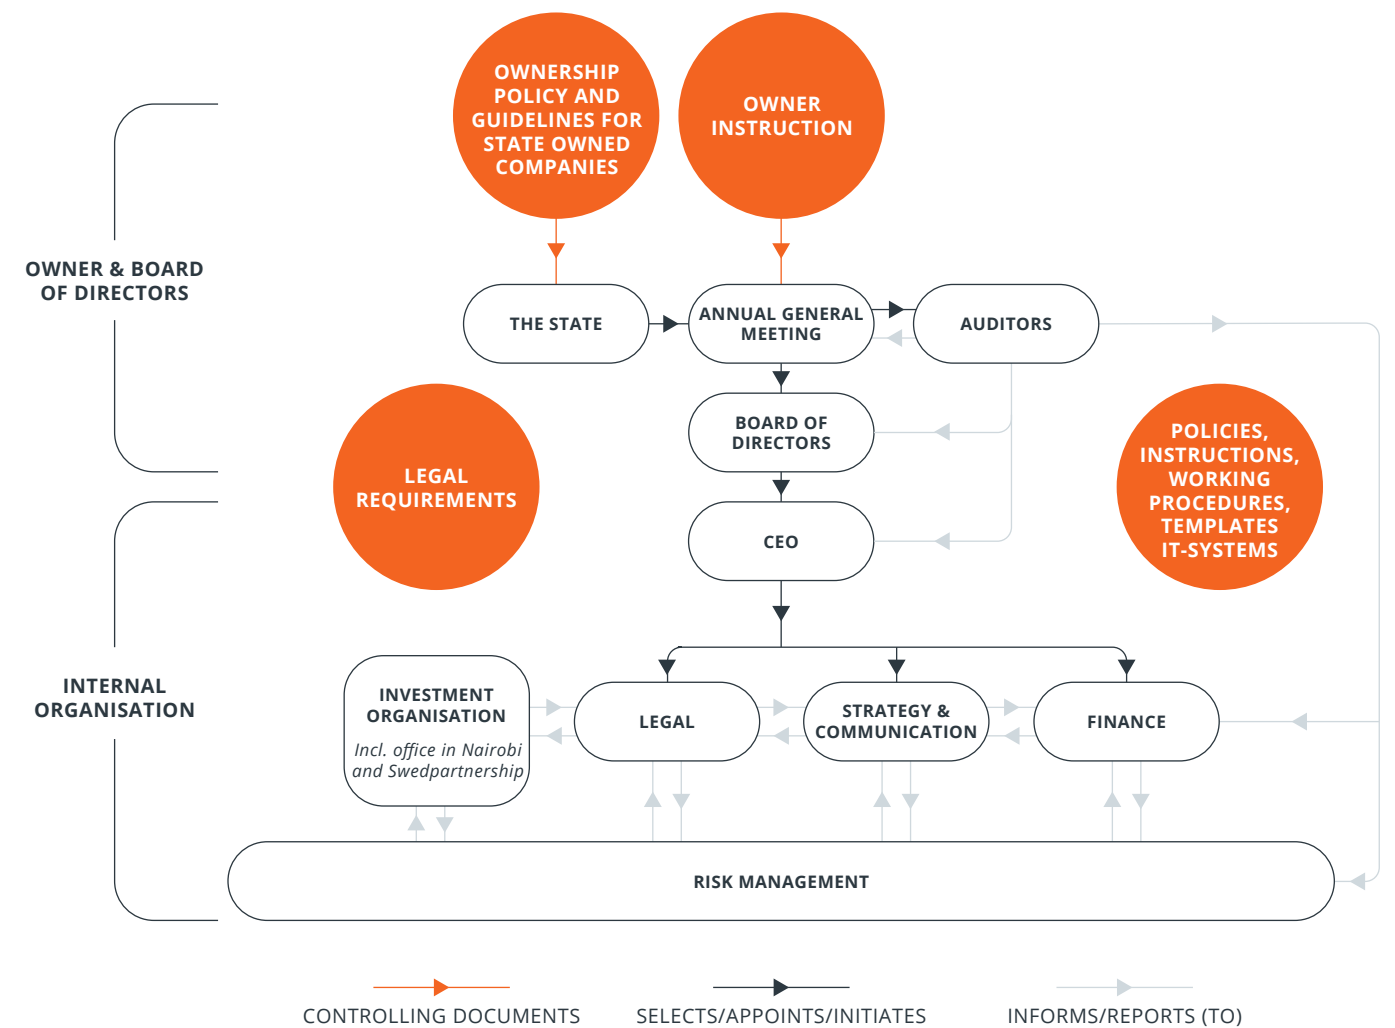 OWNERSHIP
POLICY AND
GUIDELINES FOR
STATE OWNED
COMPANIES
OWNER
INSTRUCTION
OWNER & BOARD
OF DIRECTORS
THE STATE
ANNUAL GENERAL
MEETING
AUDITORS
BOARD OF
DIRECTORS
LEGAL
REQUIREMENTS
POLICIES,
INSTRUCTIONS,
WORKING
PROCEDURES,
TEMPLATES
IT-SYSTEMS
CEO
INTERNAL
ORGANISATION
INVESTMENT
ORGANISATION
Incl. office in Nairobi
and Swedpartnership
LEGAL
STRATEGY &
COMMUNICATION
FINANCE
RISK MANAGEMENT
CONTROLLING DOCUMENTS
SELECTS/APPOINTS/INITIATES
INFORMS/REPORTS (TO)